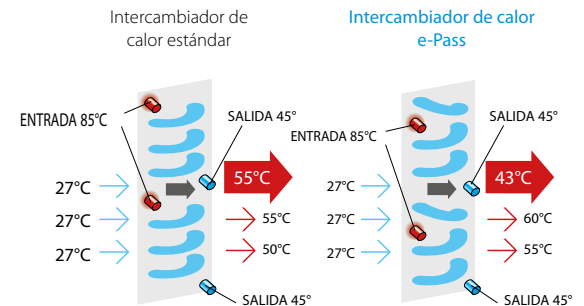 Intercambiador de
calor estándar
ENTRADA 85°C
SALIDA 45°
27°C
55°C
27°C
55°C
27°C
50°C
SALIDA 45°
Intercambiador de calor
e-Pass
SALIDA 45°
ENTRADA 85°C
27°C
43°C
27°C
60°C
27°C
55°C
SALIDA 45°